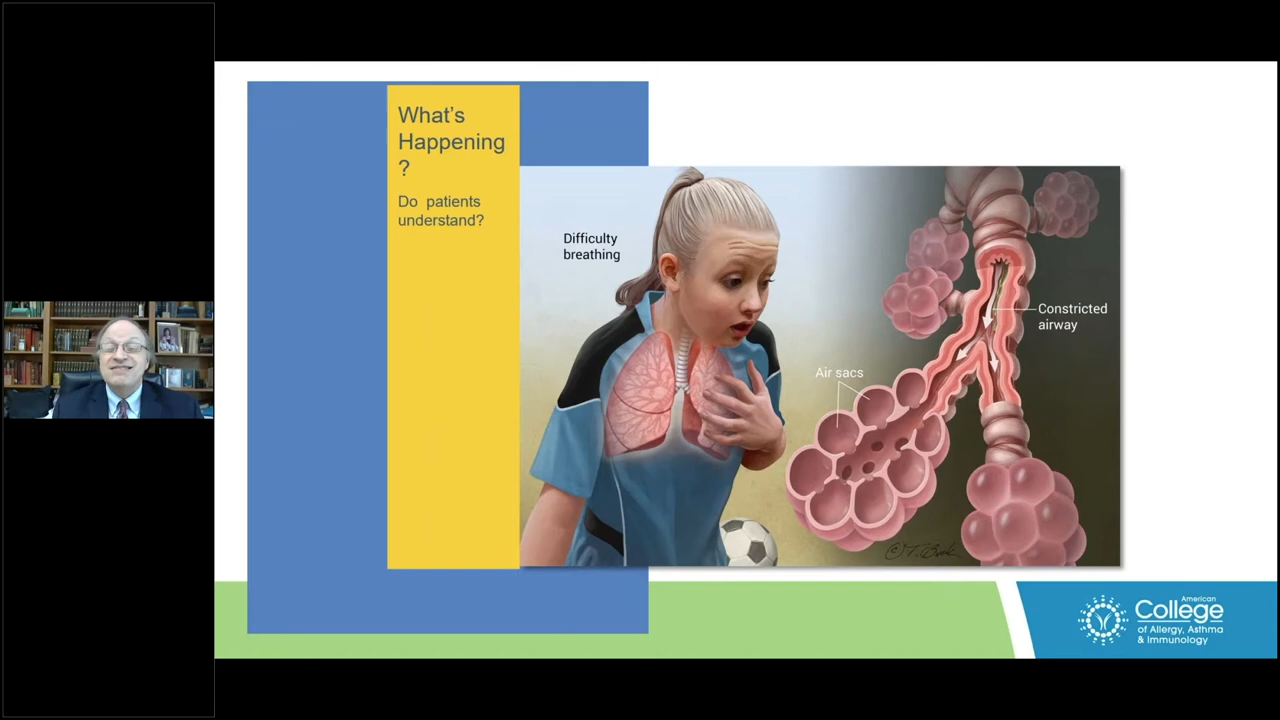 What's
Happening
?
Do patients
understand?
Difficulty
breathing
Constricted
airway
Air sacs
American
College
of Allergy, Asthma
& Immunology